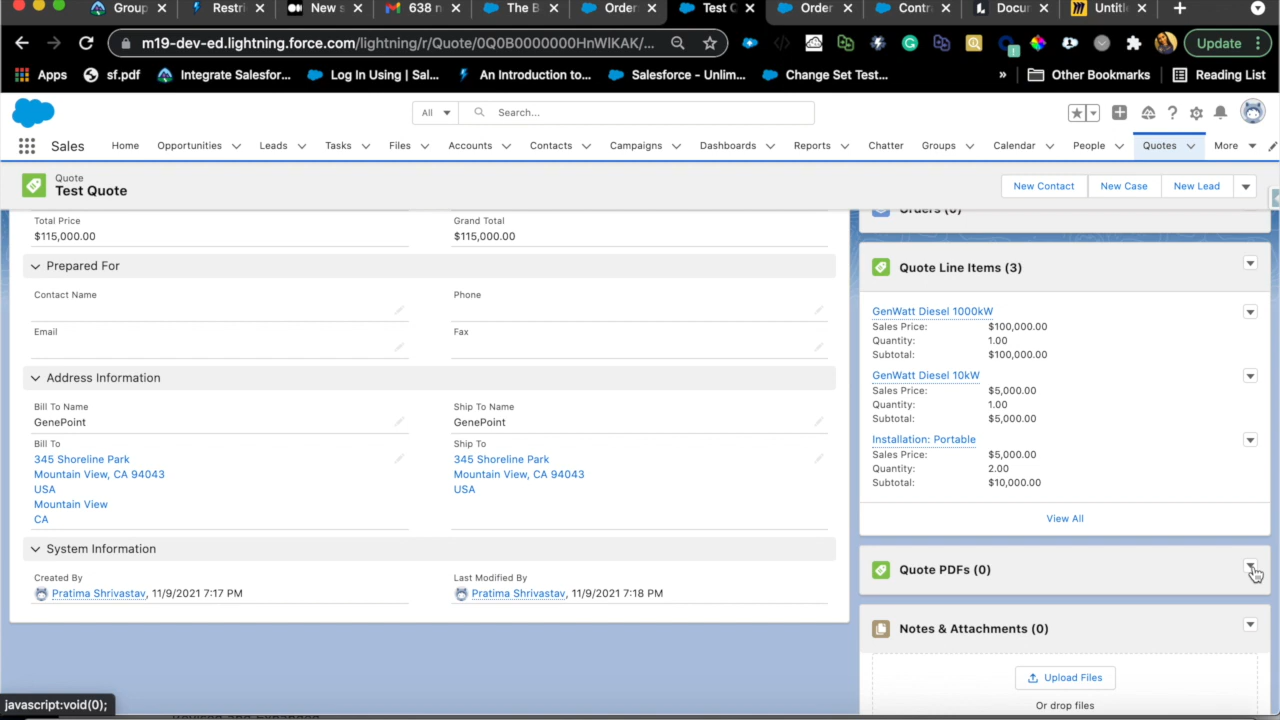 Group
Restri
New s
638 n
The B
Order
Test C
Order
Contr
Docur
Untitl
m19-dev-ed.lightning.force.com/lightning/r/Quote/0Q0B0000000HnWlKAK/...
Update
Apps
sf.pdf
Integrate Salesfor...
Log In Using | Sal...
An Introduction to...
Salesforce - Unlim...
Change Set Test...
»
Other Bookmarks
Reading List
All
Search...
Sales
Home
Opportunities
Leads
Tasks
Files
Accounts
Contacts
Campaigns
Dashboards
Reports
Chatter
Groups
Calendar
People
Quotes
More
Quote
Test Quote
New Contact
New Case
New Lead
Total Price
$115,000.00
Grand Total
$115,000.00
Prepared For
Contact Name
Phone
Email
Fax
Address Information
Bill To Name
GenePoint
Ship To Name
GenePoint
Bill To
345 Shoreline Park
Mountain View, CA 94043
USA
Mountain View
CA
Ship To
345 Shoreline Park
Mountain View, CA 94043
USA
System Information
Created By
Pratima Shrivastav, 11/9/2021 7:17 PM
Last Modified By
Pratima Shrivastav, 11/9/2021 7:18 PM
Orders (0)
Quote Line Items (3)
GenWatt Diesel 1000kW
Sales Price: $100,000.00
Quantity: 1.00
Subtotal: $100,000.00
GenWatt Diesel 10kW
Sales Price: $5,000.00
Quantity: 1.00
Subtotal: $5,000.00
Installation: Portable
Sales Price: $5,000.00
Quantity: 2.00
Subtotal: $10,000.00
View All
Quote PDFs (0)
Notes & Attachments (0)
Upload Files
Or drop files
javascript:void(0);